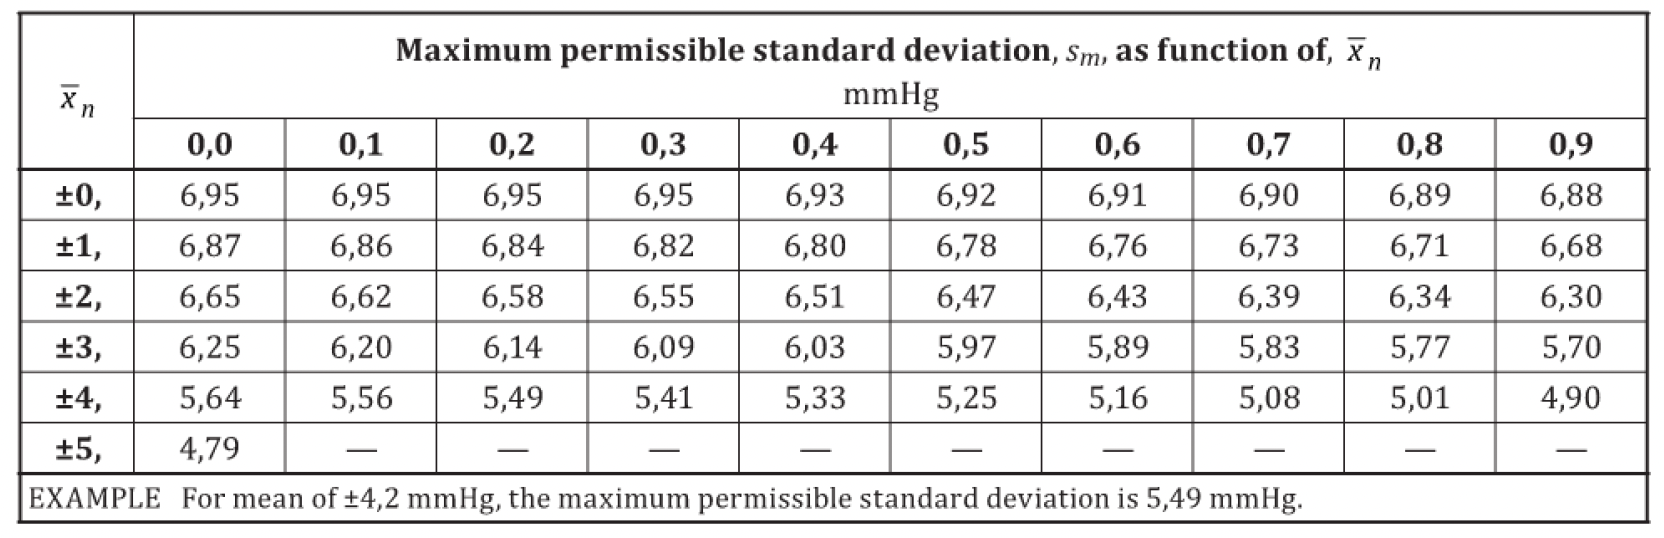 x̅n
Maximum permissible standard deviation, sm, as function of, x̅n
mmHg
0,0 0,1 0,2 0,3 0,4 0,5 0,6 0,7 0,8 0,9
±0, 6,95 6,95 6,95 6,95 6,93 6,92 6,91 6,90 6,89 6,88
±1, 6,87 6,86 6,84 6,82 6,80 6,78 6,76 6,73 6,71 6,68
±2, 6,65 6,62 6,58 6,55 6,51 6,47 6,43 6,39 6,34 6,30
±3, 6,25 6,20 6,14 6,09 6,03 5,97 5,89 5,83 5,77 5,70
±4, 5,64 5,56 5,49 5,41 5,33 5,25 5,16 5,08 5,01 4,90
±5, 4,79 — — — — — — — — —
EXAMPLE For mean of ±4,2 mmHg, the maximum permissible standard deviation is 5,49 mmHg.